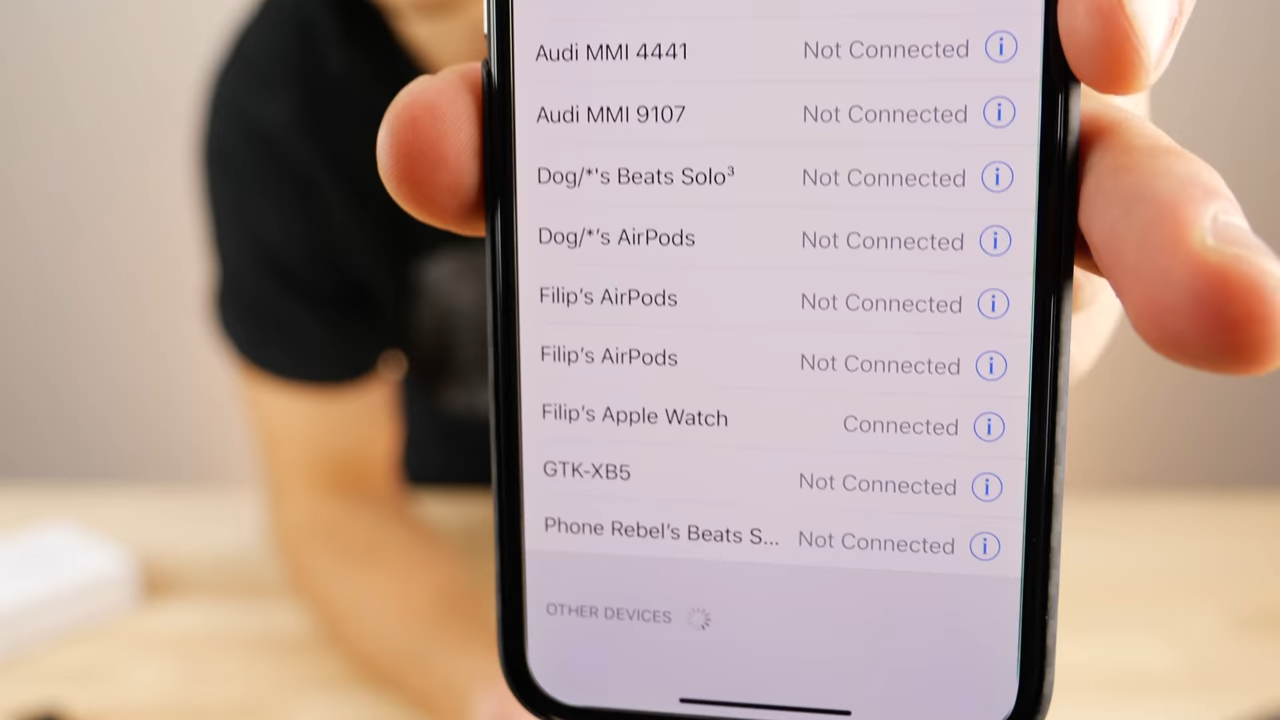 Audi MMI 4441 Not Connected i
Audi MMI 9107 Not Connected i
Dog/*'s Beats Solo³ Not Connected i
Dog/*’s AirPods Not Connected i
Filip’s AirPods Not Connected i
Filip’s AirPods Not Connected i
Filip’s Apple Watch Connected i
GTK-XB5 Not Connected i
Phone Rebel’s Beats S... Not Connected i
OTHER DEVICES